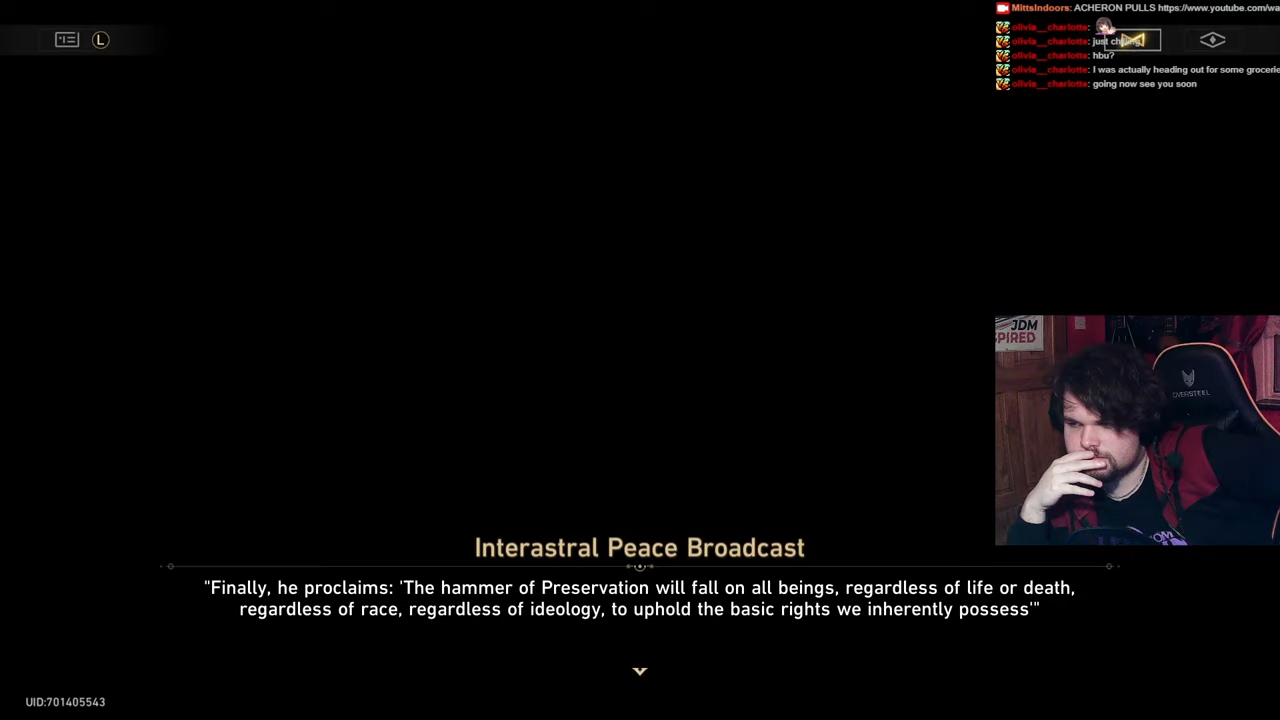 MittsIndoors: ACHERON PULLS https://www.youtube.com/wa
olivia__charlotte:
olivia__charlotte: just chilling
olivia__charlotte: hbu?
olivia__charlotte: I was actually heading out for some grocerie
olivia__charlotte: going now see you soon
L
JDM
SPIRED
OVERSTEEL
Interastral Peace Broadcast
"Finally, he proclaims: 'The hammer of Preservation will fall on all beings, regardless of life or death,
regardless of race, regardless of ideology, to uphold the basic rights we inherently possess'"
UID:701405543